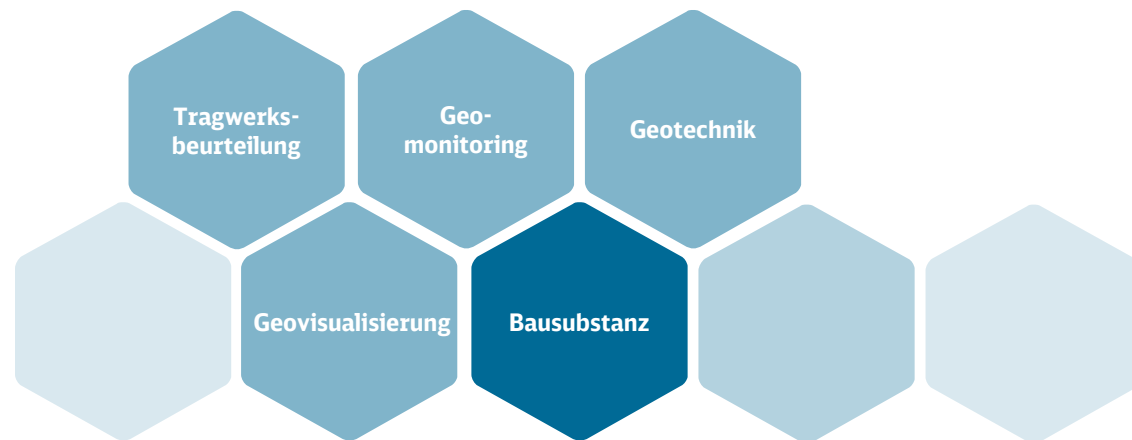 Tragwerks-
beurteilung
Geo-
monitoring
Geotechnik
Geovisualisierung
Bausubstanz